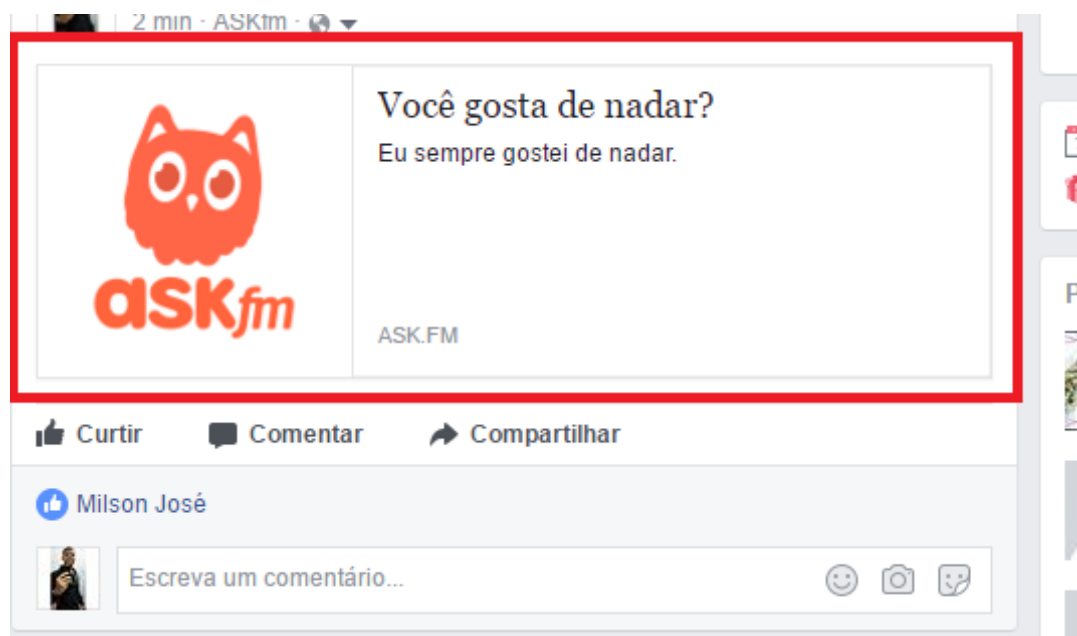 2 min · ASKfm ·
Você gosta de nadar?
Eu sempre gostei de nadar.
ASKfm
ASK.FM
Curtir Comentar Compartilhar
Milson José
Escreva um comentário...
P